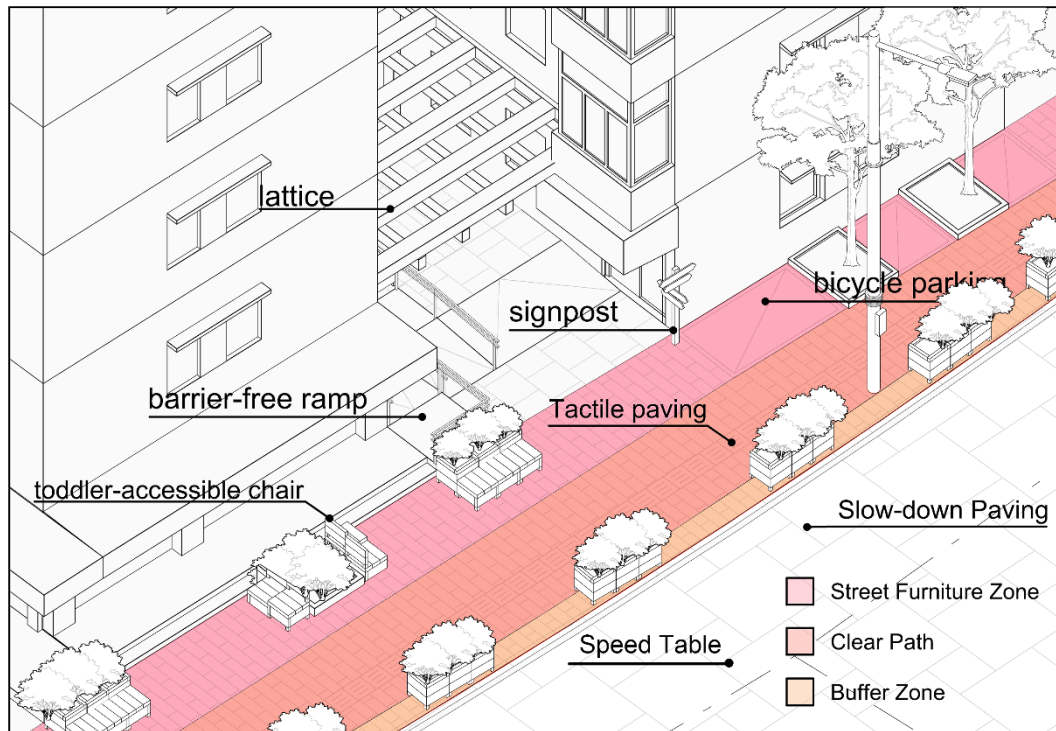 lattice
bicycle parking
signpost
barrier-free ramp
Tactile paving
toddler-accessible chair
Slow-down Paving
Speed Table
Street Furniture Zone
Clear Path
Buffer Zone